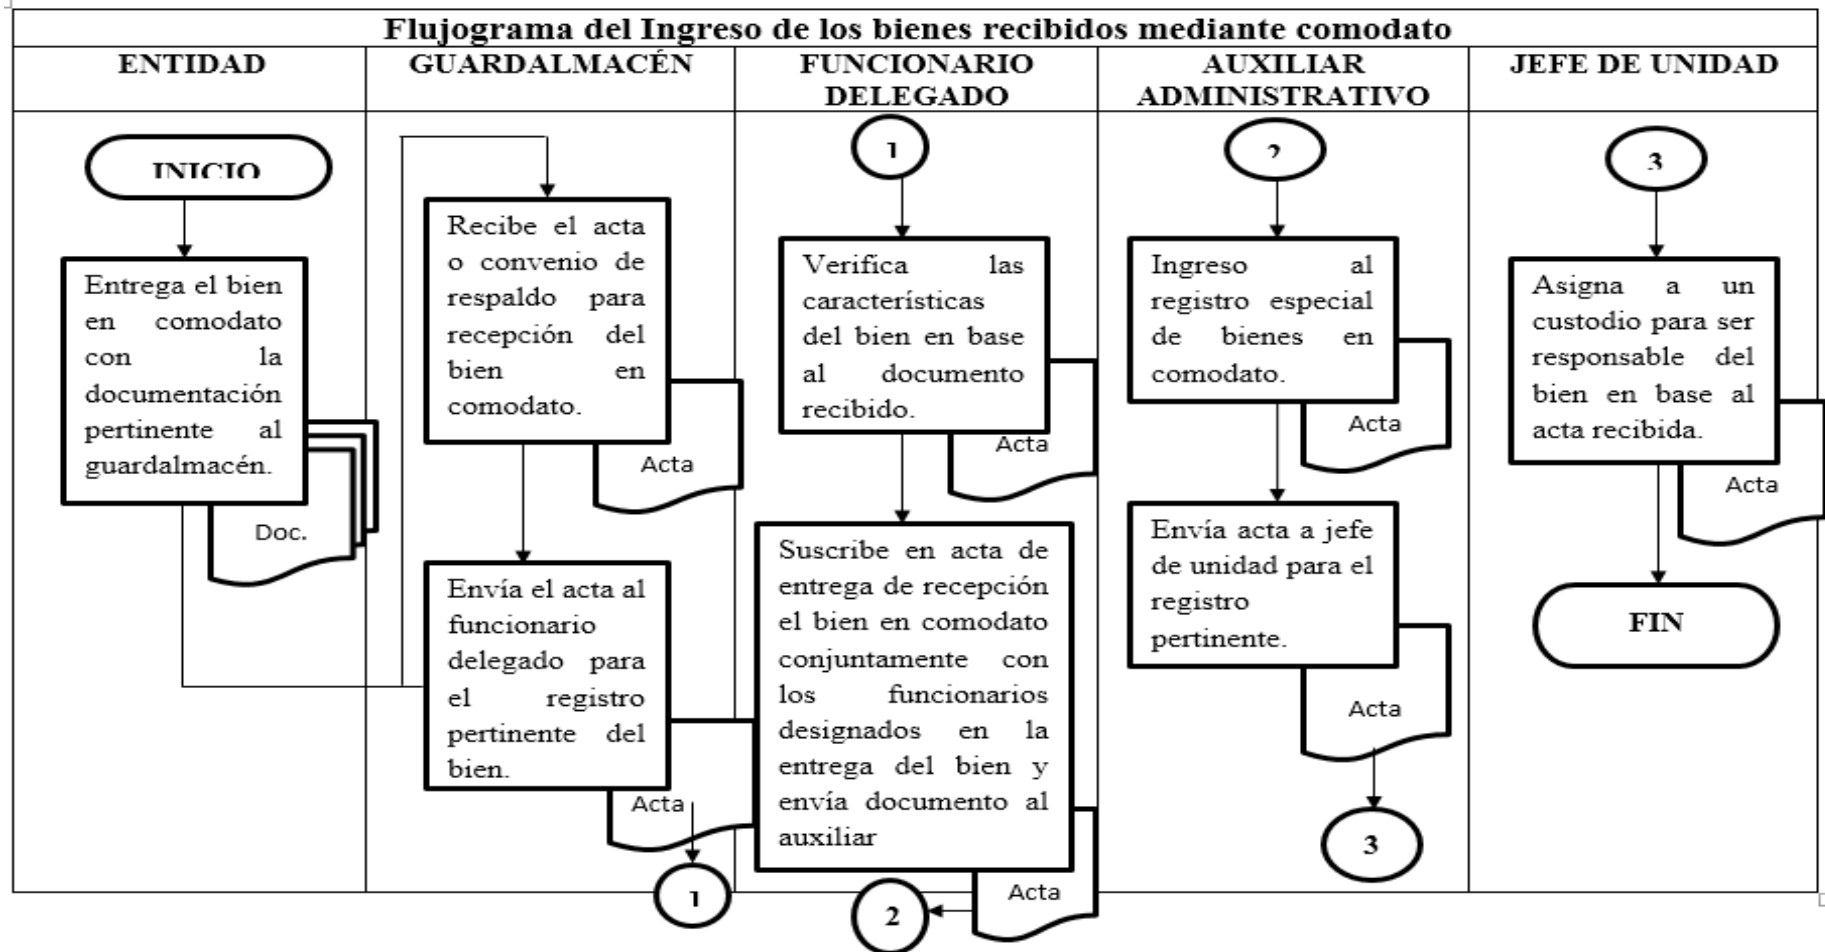 Flujograma del Ingreso de los bienes recibidos mediante comodato
ENTIDAD
GUARDALMACÉN
FUNCIONARIO
DELEGADO
AUXILIAR
ADMINISTRATIVO
JEFE DE UNIDAD
INICIO
Entrega el bien
en comodato
con la
documentación
pertinente al
guardalmacén.
Doc.
Recibe el acta
o convenio de
respaldo para
recepción del
bien en
comodato.
Acta
Envía el acta al
funcionario
delegado para
el registro
pertinente del
bien.
Acta
1
1
Verifica las
características
del bien en base
al documento
recibido.
Acta
Suscribe en acta de
entrega de recepción
el bien en comodato
conjuntamente con
los funcionarios
designados en la
entrega del bien y
envía documento al
auxiliar
Acta
2
2
Ingreso al
registro especial
de bienes en
comodato.
Acta
Envía acta a jefe
de unidad para el
registro
pertinente.
Acta
3
3
Asigna a un
custodio para ser
responsable del
bien en base al
acta recibida.
Acta
FIN